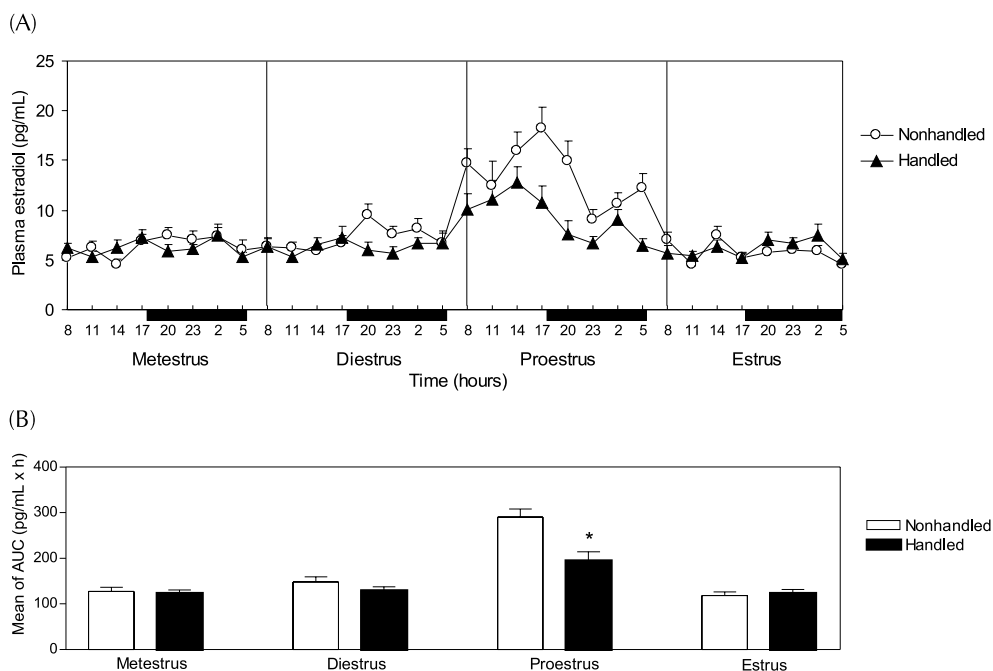 (A)
Plasma estradiol (pg/mL)
25
20
15
10
5
0
8 11 14 17 20 23 2 5 8 11 14 17 20 23 2 5 8 11 14 17 20 23 2 5 8 11 14 17 20 23 2 5
Metestrus Diestrus Proestrus Estrus
Time (hours)
Nonhandled
Handled
(B)
Mean of AUC (pg/mL x h)
400
300
200
100
0
*
Metestrus Diestrus Proestrus Estrus
Nonhandled
Handled